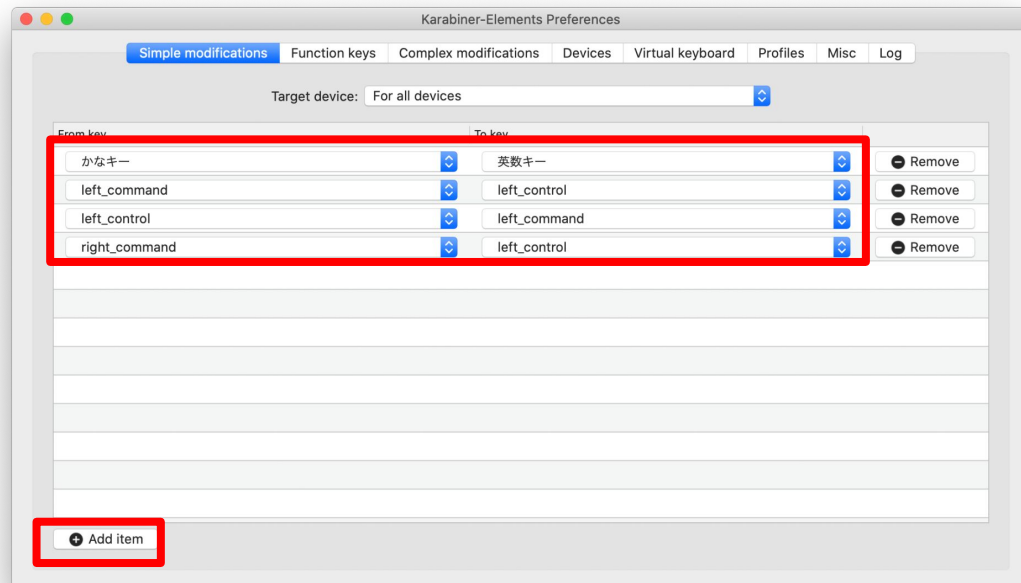 Karabiner-Elements Preferences
Simple modifications Function keys Complex modifications Devices Virtual keyboard Profiles Misc Log
Target device: For all devices
From key To key
かなキー 英数キー Remove
left_command left_control Remove
left_control left_command Remove
right_command left_control Remove
Add item